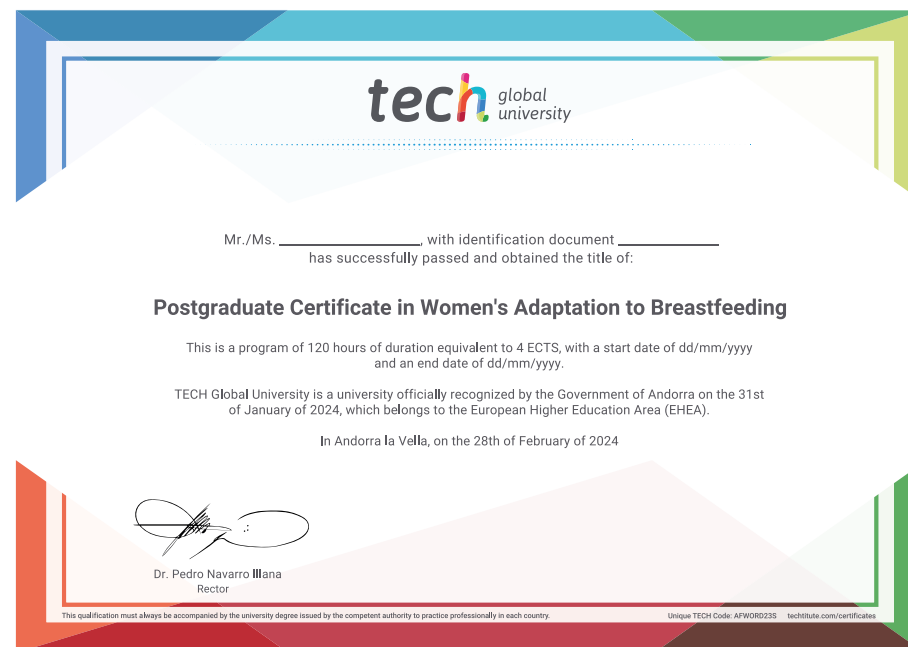 tech global university
Mr./Ms. ____________________, with identification document ______________
has successfully passed and obtained the title of:
Postgraduate Certificate in Women's Adaptation to Breastfeeding
This is a program of 120 hours of duration equivalent to 4 ECTS, with a start date of dd/mm/yyyy
and an end date of dd/mm/yyyy.
TECH Global University is a university officially recognized by the Government of Andorra on the 31st
of January of 2024, which belongs to the European Higher Education Area (EHEA).
In Andorra la Vella, on the 28th of February of 2024
Dr. Pedro Navarro Illana
Rector
This qualification must always be accompanied by the university degree issued by the competent authority to practice professionally in each country.
Unique TECH Code: AFWORD23S techtitute.com/certificates